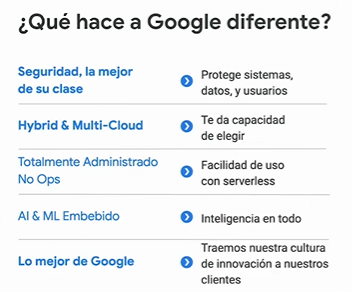 ¿Qué hace a Google diferente?
Seguridad, la mejor
de su clase
Protege sistemas,
datos, y usuarios
Hybrid & Multi-Cloud
Te da capacidad
de elegir
Totalmente Administrado
No Ops
Facilidad de uso
con serverless
AI & ML Embebido
Inteligencia en todo
Lo mejor de Google
Traemos nuestra cultura
de innovación a nuestros
clientes